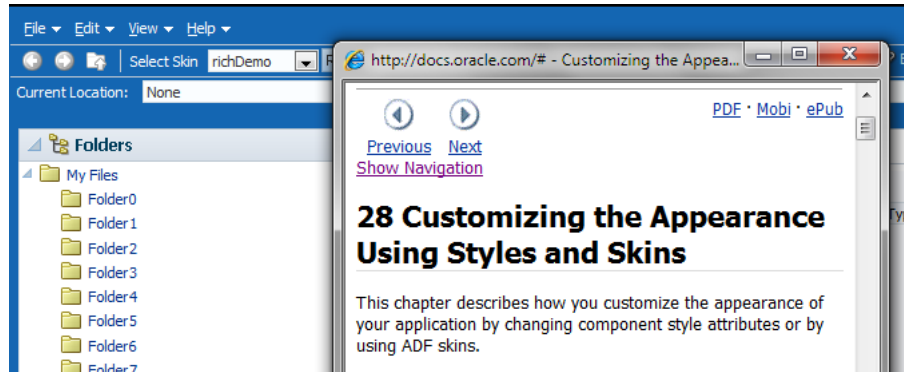 File Edit View Help
Select Skin richDemo
http://docs.oracle.com/# - Customizing the Appea...
Current Location: None
PDF · Mobi · ePub
Previous Next
Show Navigation
Folders
My Files
Folder0
Folder1
Folder2
Folder3
Folder4
Folder5
Folder6
Folder7
28 Customizing the Appearance
Using Styles and Skins
This chapter describes how you customize the appearance of
your application by changing component style attributes or by
using ADF skins.